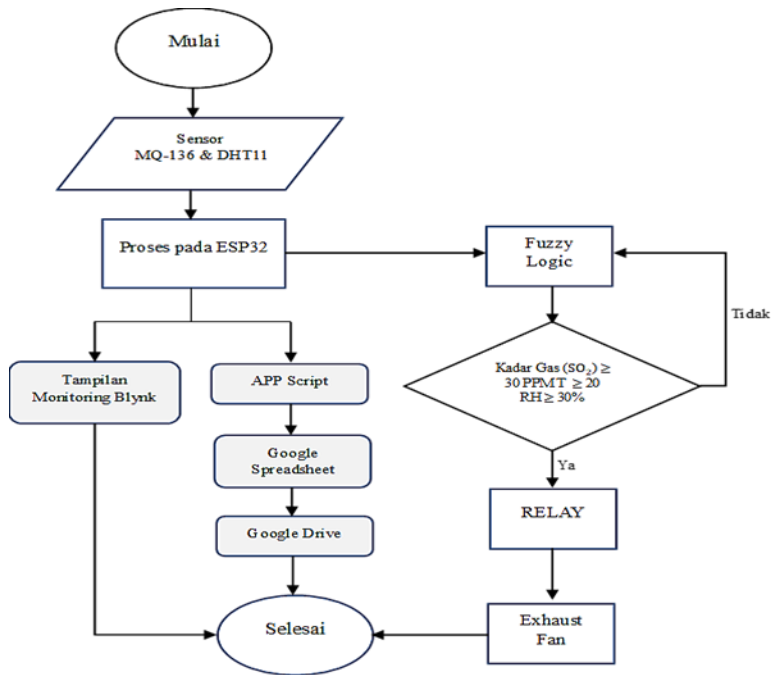 Mulai
Sensor
MQ-136 & DHT11
Proses pada ESP32
Fuzzy
Logic
Tidak
Kadar Gas (SO₂) ≥
30 PPMT ≥ 20
RH ≥ 30%
Tampilan
Monitoring Blynk
APP Script
Google
Spreadsheet
Ya
RELAY
Google Drive
Selesai
Exhaust
Fan